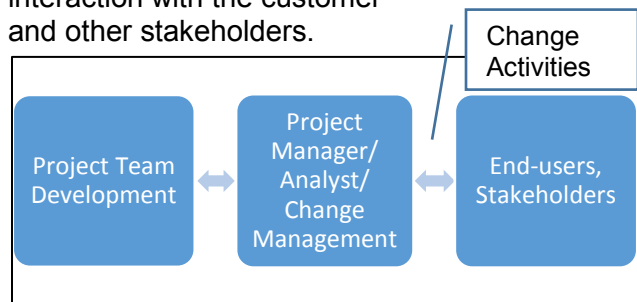 interaction with the customer
and other stakeholders.
Change
Activities
Project Team
Development
Project
Manager/
Analyst/
Change
Management
End-users,
Stakeholders